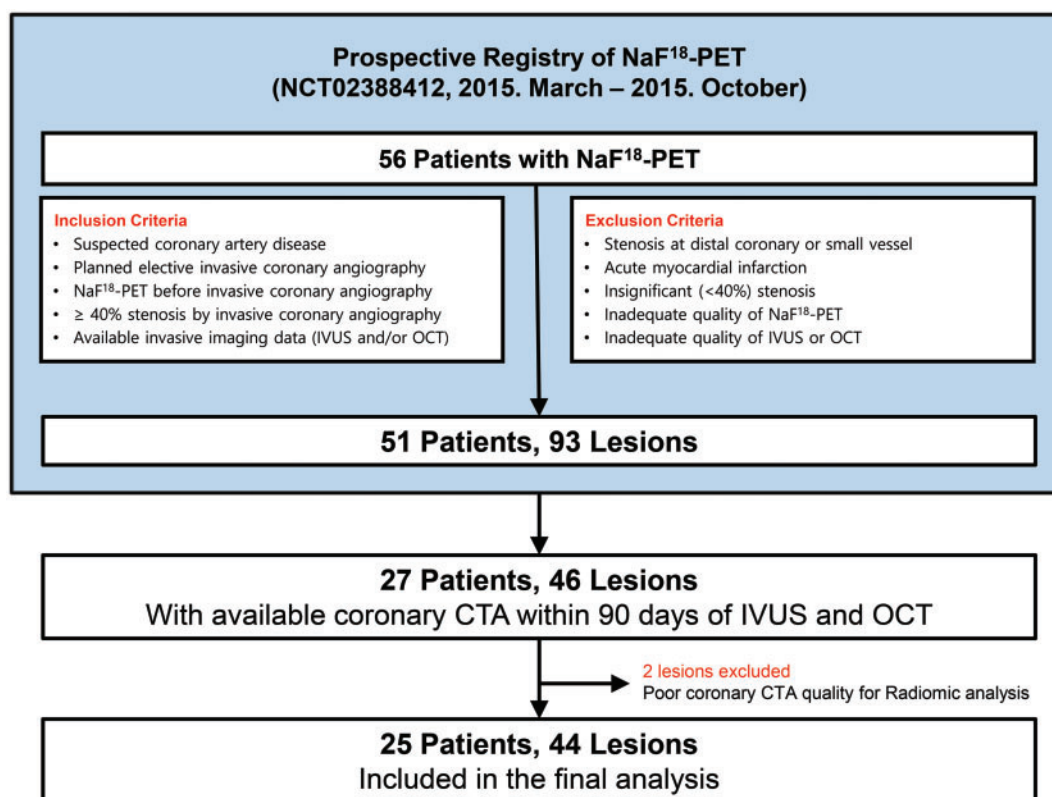 Prospective Registry of NaF¹⁸-PET
(NCT02388412, 2015. March – 2015. October)
56 Patients with NaF¹⁸-PET
Inclusion Criteria
• Suspected coronary artery disease
• Planned elective invasive coronary angiography
• NaF¹⁸-PET before invasive coronary angiography
• ≥ 40% stenosis by invasive coronary angiography
• Available invasive imaging data (IVUS and/or OCT)
Exclusion Criteria
• Stenosis at distal coronary or small vessel
• Acute myocardial infarction
• Insignificant (<40%) stenosis
• Inadequate quality of NaF¹⁸-PET
• Inadequate quality of IVUS or OCT
51 Patients, 93 Lesions
27 Patients, 46 Lesions
With available coronary CTA within 90 days of IVUS and OCT
2 lesions excluded
Poor coronary CTA quality for Radiomic analysis
25 Patients, 44 Lesions
Included in the final analysis